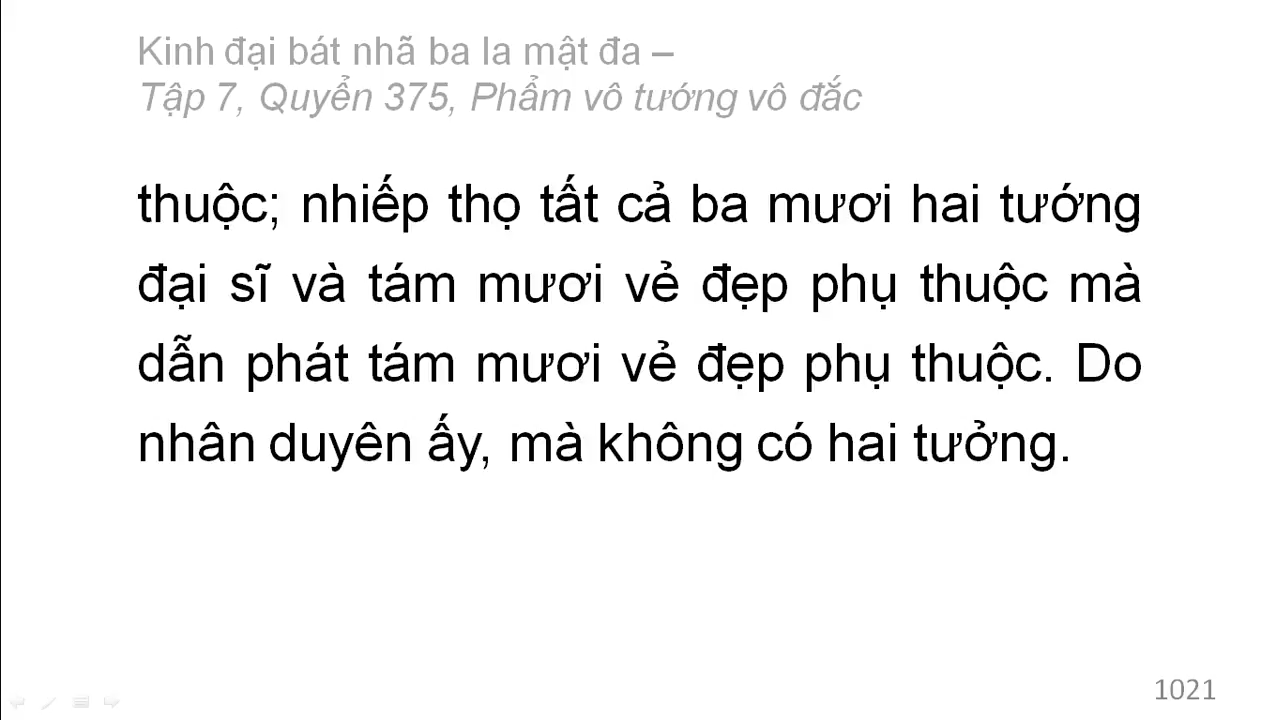 Kinh đại bát nhã ba la mật đa –
Tập 7, Quyển 375, Phẩm vô tướng vô đắc
thuộc; nhiếp thọ tất cả ba mươi hai tướng
đại sĩ và tám mươi vẻ đẹp phụ thuộc mà
dẫn phát tám mươi vẻ đẹp phụ thuộc. Do
nhân duyên ấy, mà không có hai tưởng.
1021